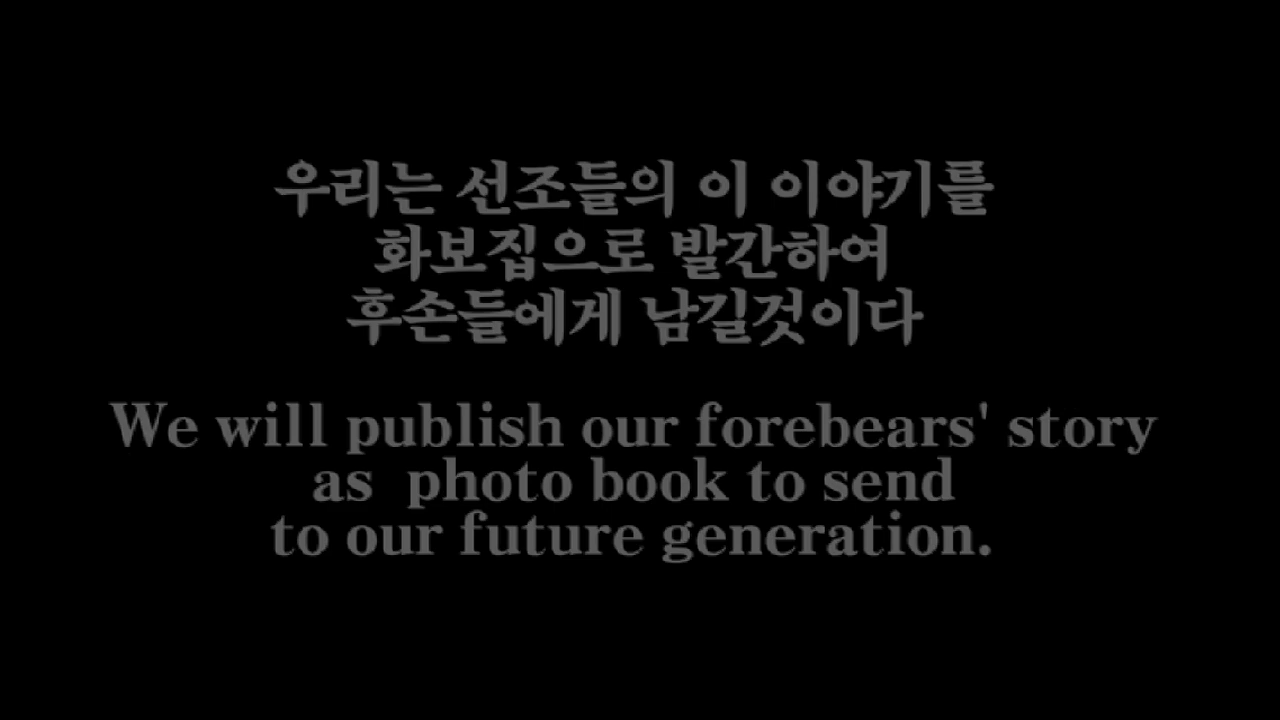 우리는 선조들의 이 이야기를
화보집으로 발간하여
후손들에게 남길것이다
We will publish our forebears' story
as photo book to send
to our future generation.